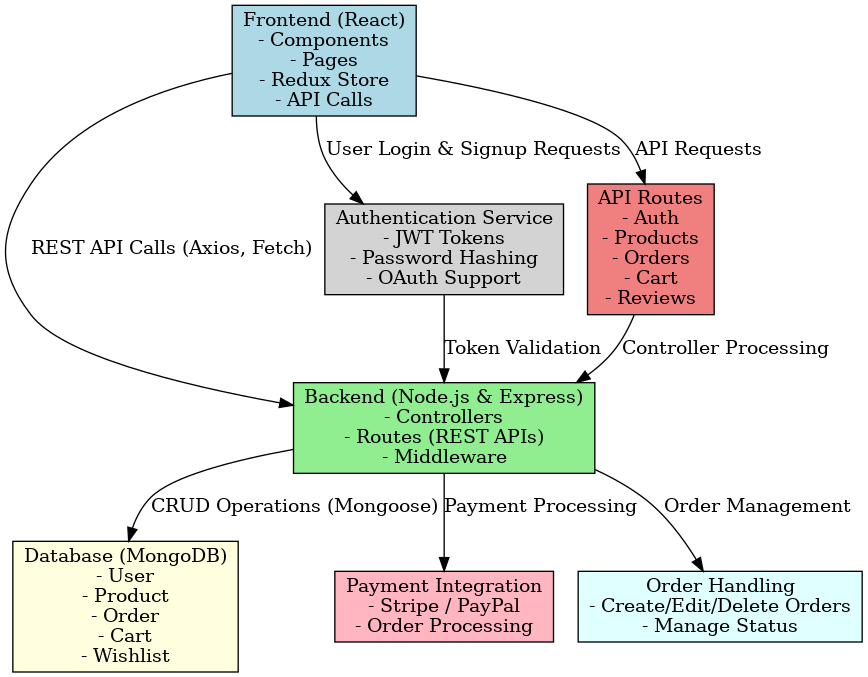 Frontend (React)
- Components
- Pages
- Redux Store
- API Calls
User Login & Signup Requests
API Requests
REST API Calls (Axios, Fetch)
Authentication Service
- JWT Tokens
- Password Hashing
- OAuth Support
API Routes
- Auth
- Products
- Orders
- Cart
- Reviews
Token Validation
Controller Processing
Backend (Node.js & Express)
- Controllers
- Routes (REST APIs)
- Middleware
CRUD Operations (Mongoose)
Payment Processing
Order Management
Database (MongoDB)
- User
- Product
- Order
- Cart
- Wishlist
Payment Integration
- Stripe / PayPal
- Order Processing
Order Handling
- Create/Edit/Delete Orders
- Manage Status